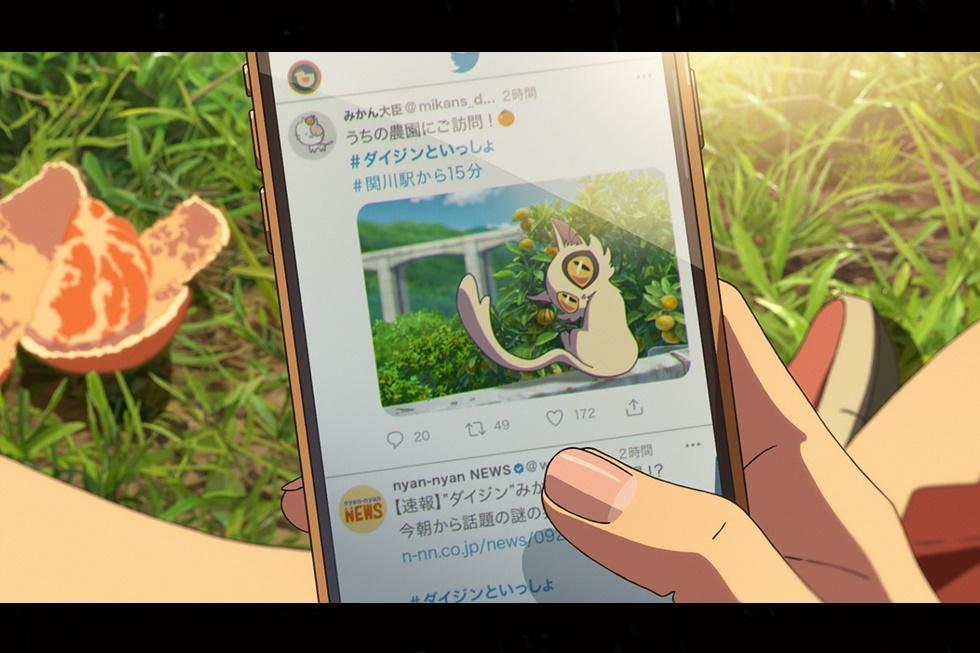 みかん大臣 @mikans_d... 2時間
うちの農園にご訪問！
#ダイジンといっしょ
#関川駅から15分
20 49 172
nyan-nyan NEWS 2時間
nyan-nyan
NEWS
【速報】"ダイジン"みか !?
今朝から話題の謎の
n-nn.co.jp/news/092
#ダイジンといっしょ